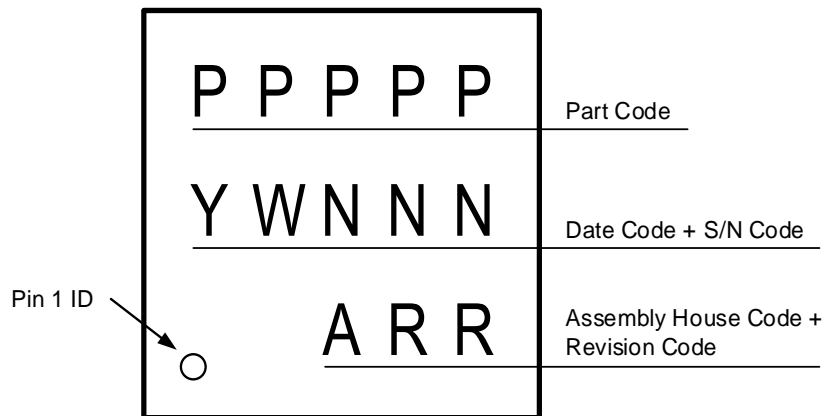 P P P P P
Part Code
Y W N N N
Date Code + S/N Code
Pin 1 ID
A R R
Assembly House Code +
Revision Code